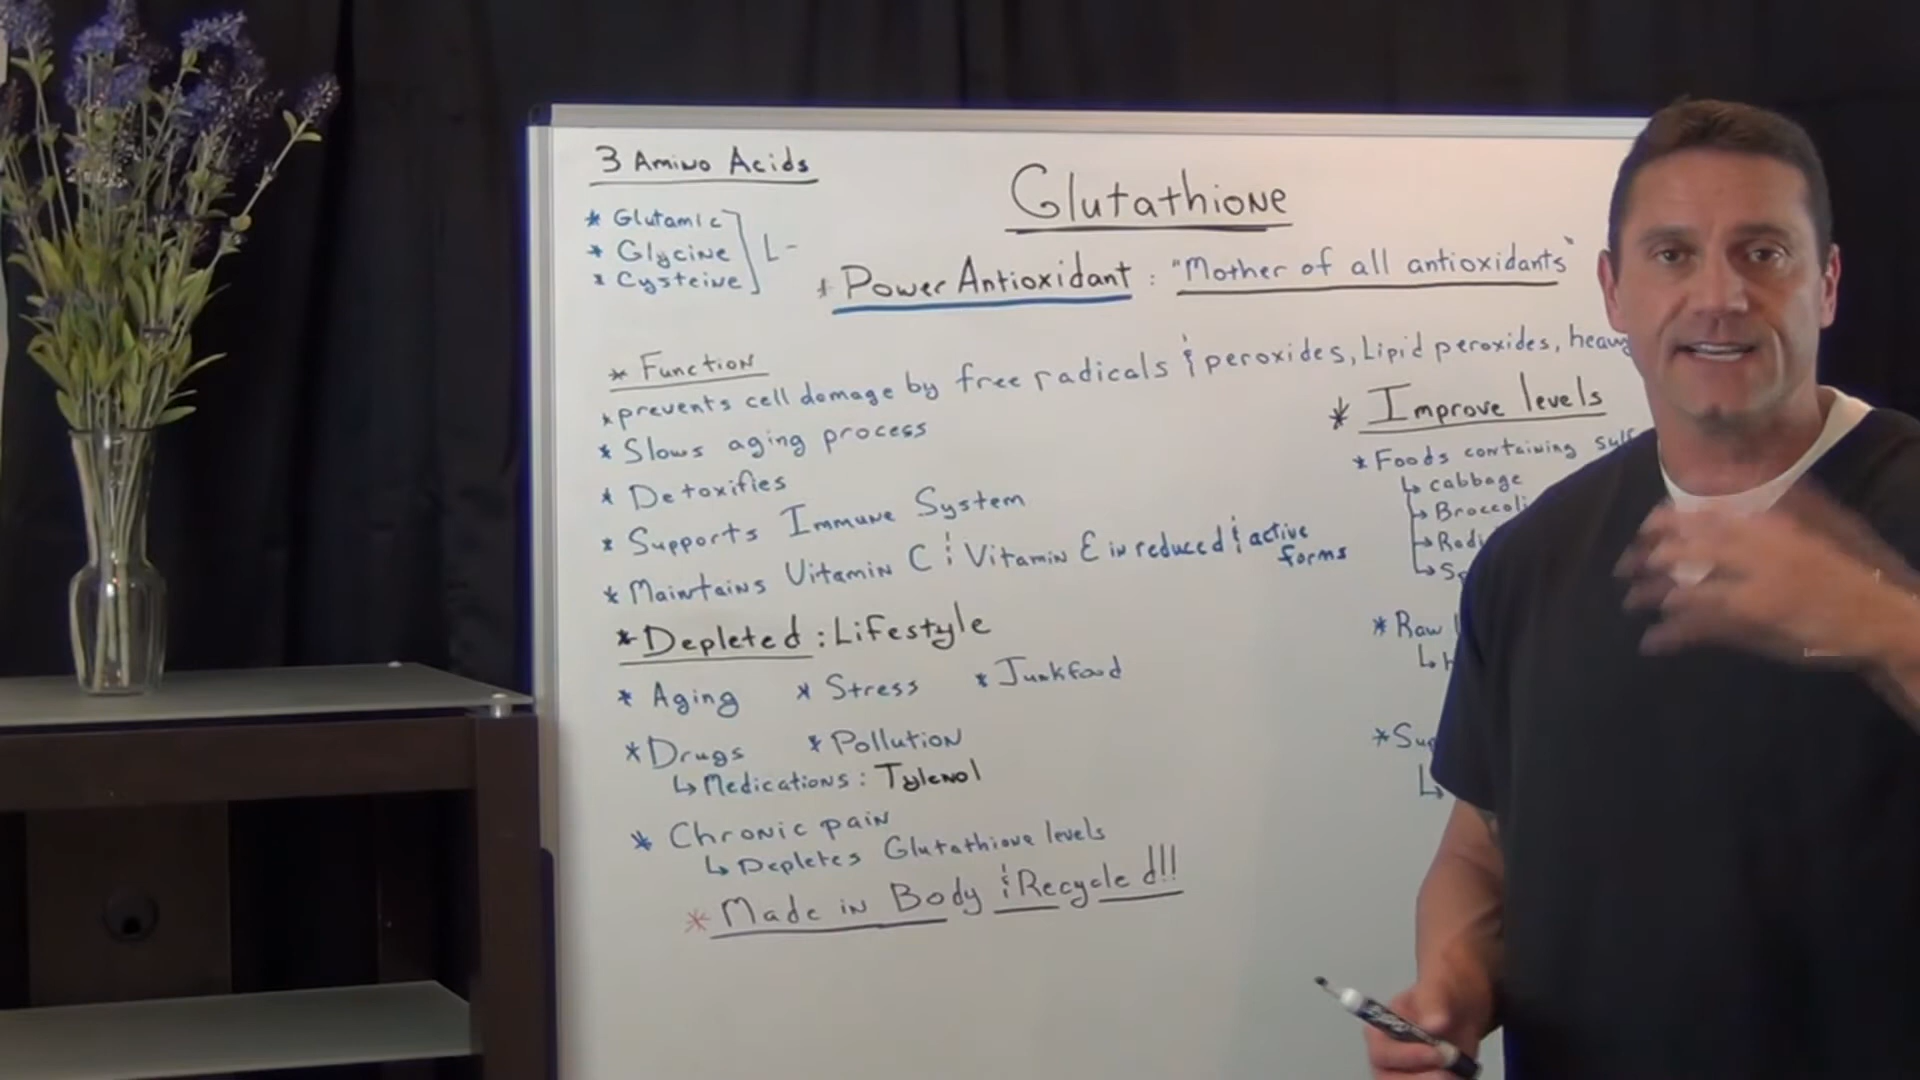 3 Amino Acids
* Glutamic
* Glycine
* Cysteine
L-
Glutathione
* Power Antioxidant : "Mother of all antioxidants"
* Function
* prevents cell damage by free radicals & peroxides, Lipid peroxides, heavy
* Slows aging process
* Detoxifies
* Supports Immune System
* Maintains Vitamin C & Vitamin E in reduced & active
forms
* Depleted : Lifestyle
* Aging * Stress * Junkfood
* Drugs * Pollution
↳ Medications : Tylenol
* Chronic pain
↳ Depletes Glutathione levels
* Made in Body & Recycled!!
* Improve levels
* Foods containing
↳ cabbage
↳ Broccoli
* Raw